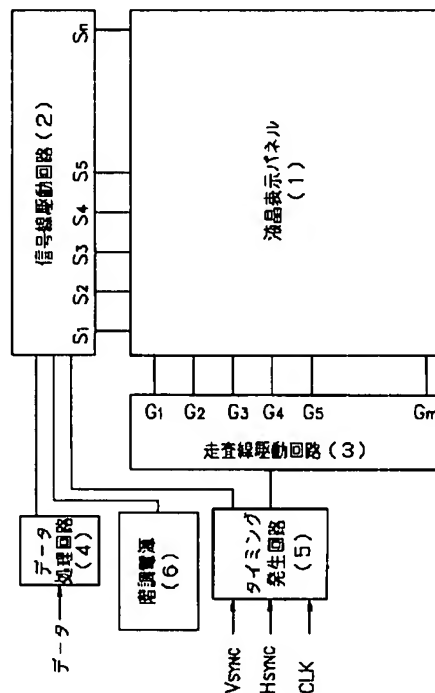 信号線駆動回路(2)
S1 S2 S3 S4 S5 Sn
液晶表示パネル
(1)
G1
G2
G3
G4
G5
Gm
走査線駆動回路(3)
データ
処理回路
(4)
データ
階調電源
(6)
タイミング
発生回路
(5)
VSYNC
HSYNC
CLK